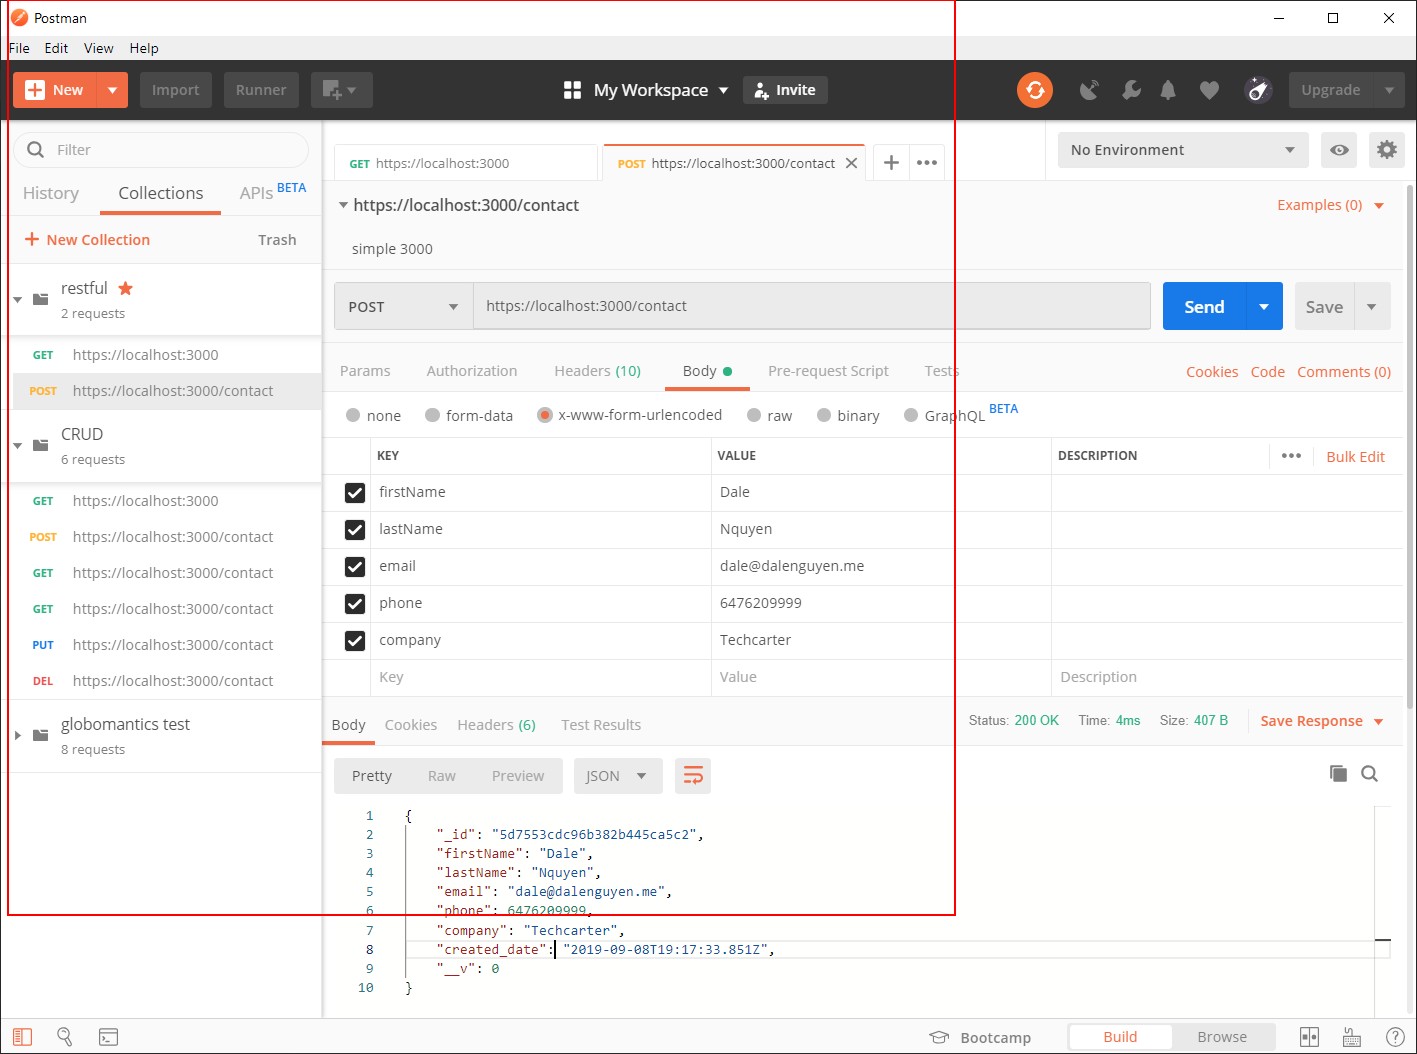 Postman
File Edit View Help
New Import Runner My Workspace Invite Upgrade
Filter
History Collections APIs BETA
New Collection Trash
restful
2 requests
GET https://localhost:3000
POST https://localhost:3000/contact
CRUD
6 requests
GET https://localhost:3000
POST https://localhost:3000/contact
GET https://localhost:3000/contact
GET https://localhost:3000/contact
PUT https://localhost:3000/contact
DEL https://localhost:3000/contact
globomantics test
8 requests
GET https://localhost:3000 POST https://localhost:3000/contact
No Environment
https://localhost:3000/contact Examples (0)
simple 3000
POST https://localhost:3000/contact Send Save
Params Authorization Headers (10) Body Pre-request Script Tests Cookies Code Comments (0)
none form-data x-www-form-urlencoded raw binary GraphQL BETA
KEY VALUE DESCRIPTION Bulk Edit
firstName Dale
lastName Nquyen
email dale@dalenguyen.me
phone 6476209999
company Techcarter
Key Value Description
Body Cookies Headers (6) Test Results Status: 200 OK Time: 4ms Size: 407 B Save Response
Pretty Raw Preview JSON
1 {
2 "_id": "5d7553cdc96b382b445ca5c2",
3 "firstName": "Dale",
4 "lastName": "Nquyen",
5 "email": "dale@dalenguyen.me",
6 "phone": 6476209999,
7 "company": "Techcarter",
8 "created_date": "2019-09-08T19:17:33.851Z",
9 "__v": 0
10 }
Bootcamp Build Browse